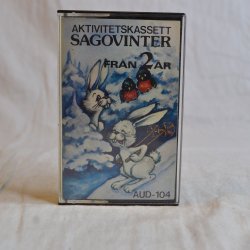 AKTIVITETSKASSETT
SAGOVINTER
FRÅN 2 ÅR
AUD-104